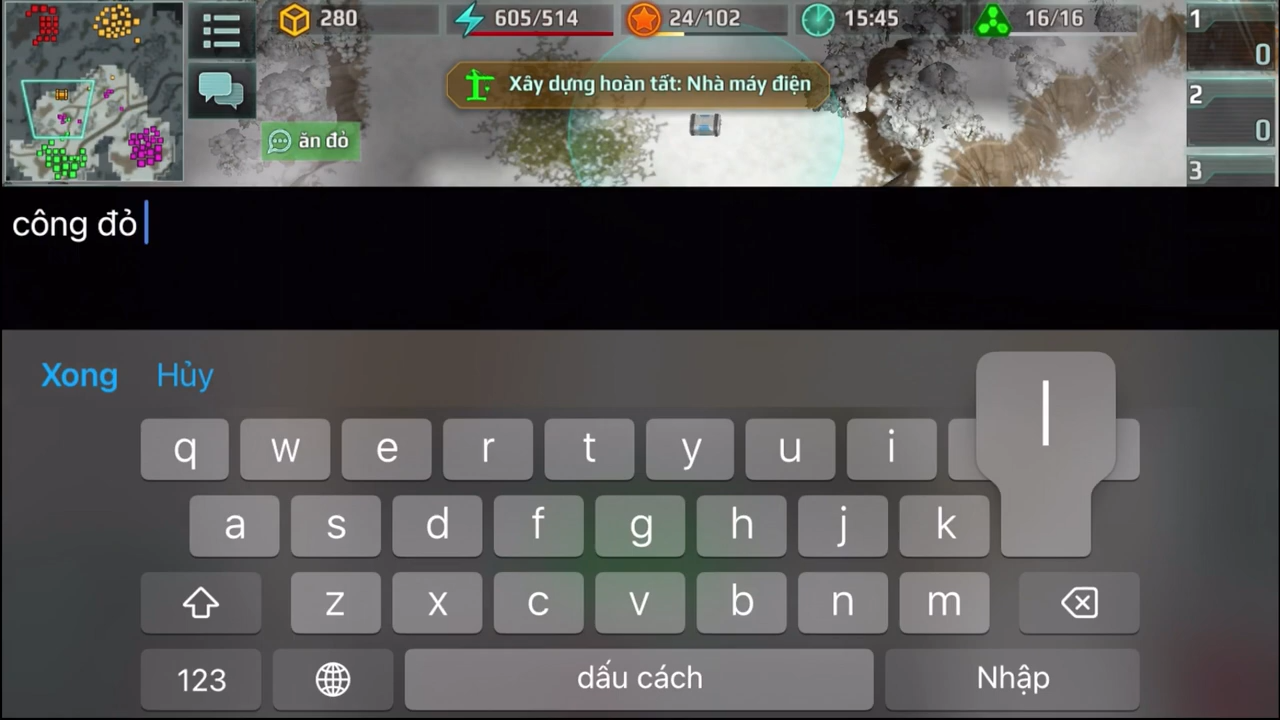 280
605/514
24/102
15:45
16/16
1
0
2
0
3
Xây dựng hoàn tất: Nhà máy điện
ăn đỏ
công đỏ
Xong Hủy
l
q w e r t y u i
a s d f g h j k
z x c v b n m
123 dấu cách Nhập